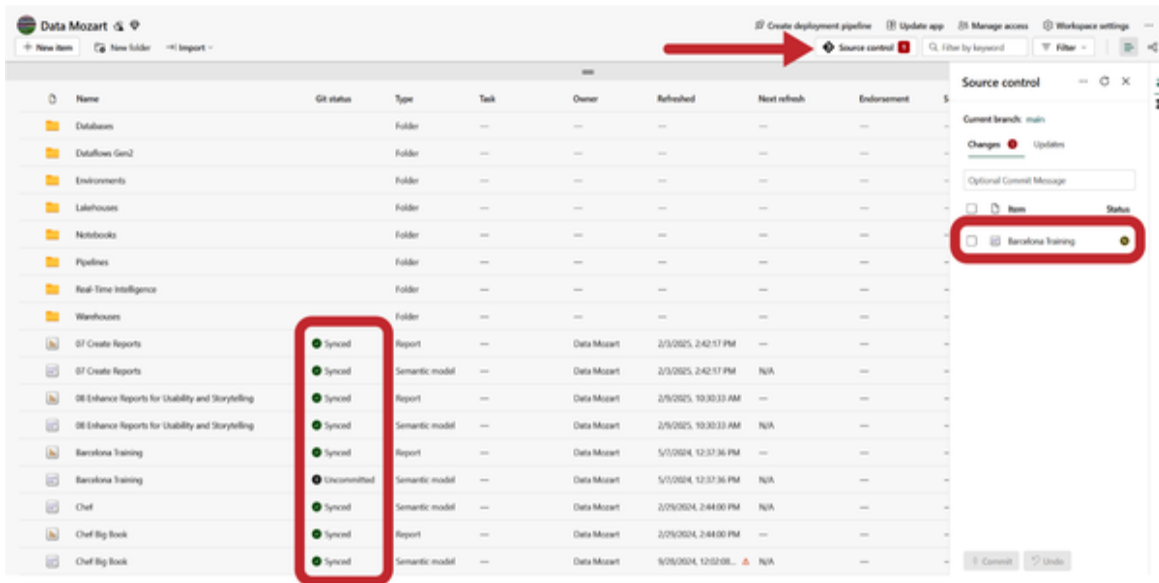 Data Mozart
Create deployment pipeline Update app Manage access Workspace settings
New item New folder Import
Source control 1 Filter by keyword Filter
Name Git status Type Task Owner Refreshed Next refresh Endorsement S
Databases Folder — — — — — —
Dataflows Gen2 Folder — — — — — —
Environments Folder — — — — — —
Lakehouses Folder — — — — — —
Notebooks Folder — — — — — —
Pipelines Folder — — — — — —
Real-Time Intelligence Folder — — — — — —
Warehouses Folder — — — — — —
07 Create Reports Synced Report — Data Mozart 2/3/2025, 2:42:17 PM — —
07 Create Reports Synced Semantic model — Data Mozart 2/3/2025, 2:42:17 PM N/A —
08 Enhance Reports for Usability and Storytelling Synced Report — Data Mozart 2/9/2025, 10:30:33 AM — —
08 Enhance Reports for Usability and Storytelling Synced Semantic model — Data Mozart 2/9/2025, 10:30:33 AM N/A —
Barcelona Training Synced Report — Data Mozart 5/7/2024, 12:37:36 PM — —
Barcelona Training Uncommitted Semantic model — Data Mozart 5/7/2024, 12:37:36 PM N/A —
Chef Synced Semantic model — Data Mozart 2/29/2024, 2:44:00 PM N/A —
Chef Big Book Synced Report — Data Mozart 2/29/2024, 2:44:00 PM — —
Chef Big Book Synced Semantic model — Data Mozart 9/28/2024, 12:02:08... N/A —
Source control
Current branch: main
Changes 1 Updates
Optional Commit Message
Item Status
Barcelona Training
Commit Undo